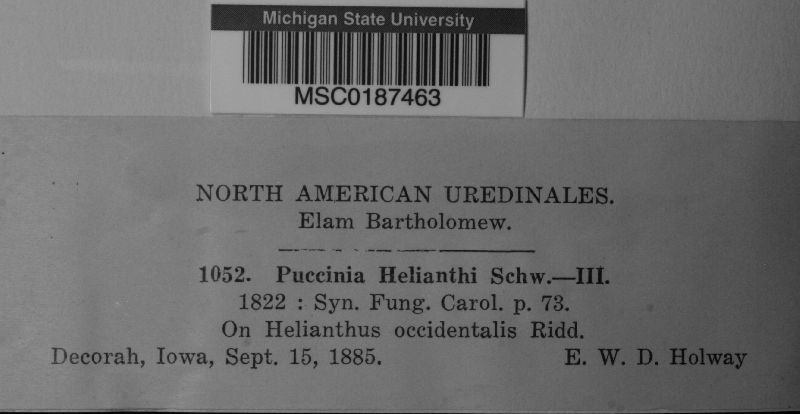 Michigan State University
MSC0187463
NORTH AMERICAN UREDINALES.
Elam Bartholomew.
1052. Puccinia Helianthi Schw.—III.
1822 : Syn. Fung. Carol. p. 73.
On Helianthus occidentalis Ridd.
Decorah, Iowa, Sept. 15, 1885. E. W. D. Holway